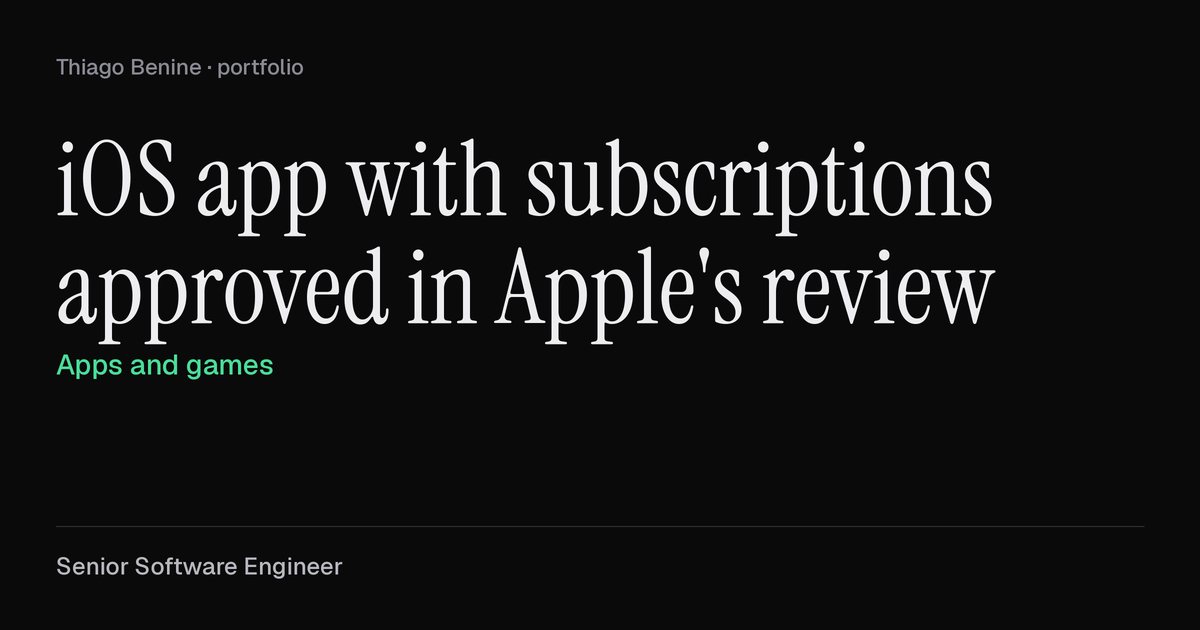 Thiago Benine · portfolio
iOS app with subscriptions
approved in Apple's review
Apps and games
Senior Software Engineer